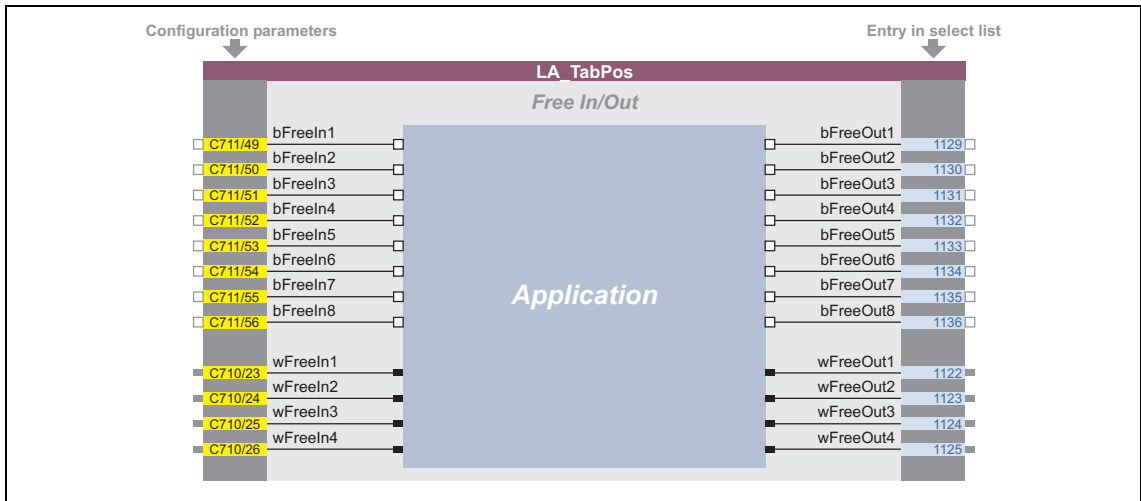 Configuration parameters
Entry in select list
LA_TabPos
Free In/Out
bFreeIn1
bFreeOut1
C711/49
1129
bFreeIn2
bFreeOut2
C711/50
1130
bFreeIn3
bFreeOut3
C711/51
1131
bFreeIn4
bFreeOut4
C711/52
1132
bFreeIn5
bFreeOut5
C711/53
1133
bFreeIn6
bFreeOut6
C711/54
1134
bFreeIn7
bFreeOut7
C711/55
1135
Application
bFreeIn8
bFreeOut8
C711/56
1136
wFreeIn1
wFreeOut1
C710/23
1122
wFreeIn2
wFreeOut2
C710/24
1123
wFreeIn3
wFreeOut3
C710/25
1124
wFreeIn4
wFreeOut4
C710/26
1125